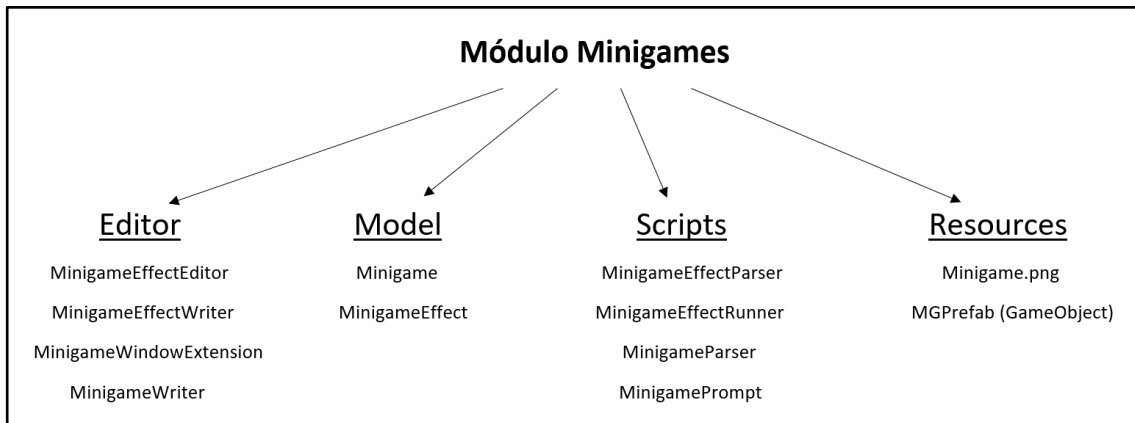 Módulo Minigames
Editor
MinigameEffectEditor
MinigameEffectWriter
MinigameWindowExtension
MinigameWriter
Model
Minigame
MinigameEffect
Scripts
MinigameEffectParser
MinigameEffectRunner
MinigameParser
MinigamePrompt
Resources
Minigame.png
MGPrefab (GameObject)